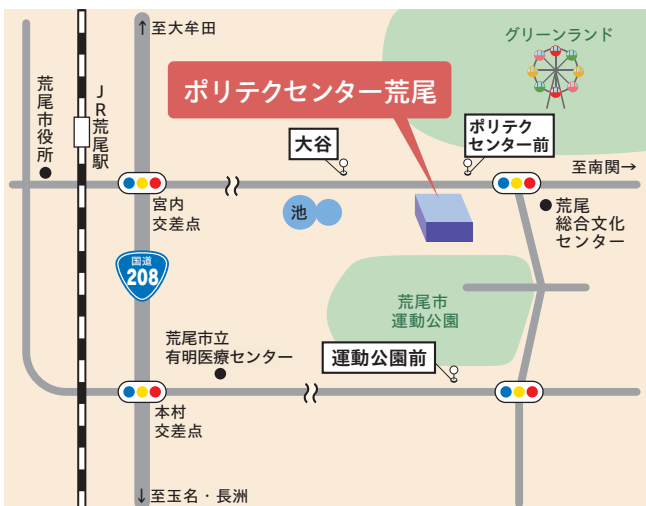 ↑至大牟田
グリーンランド
ポリテクセンター荒尾
荒尾市役所
JR荒尾駅
大谷
ポリテク
センター前
至南関→
宮内
交差点
池
荒尾
総合文化
センター
国道
208
荒尾市
運動公園
荒尾市立
有明医療センター
運動公園前
本村
交差点
↓至玉名・長洲